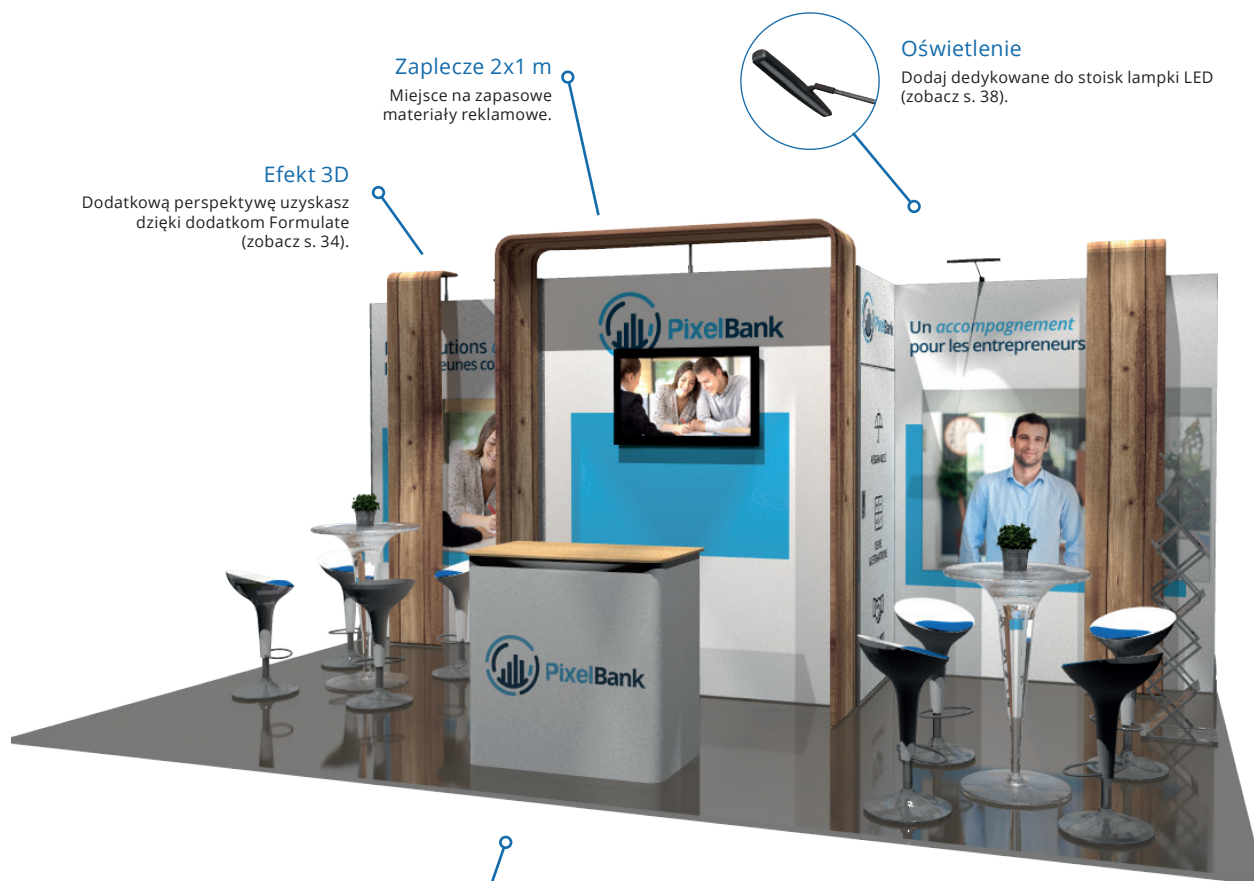 Oświetlenie
Dodaj dedykowane do stoisk lampki LED
(zobacz s. 38).
Zaplecze 2x1 m
Miejsce na zapasowe
materiały reklamowe.
Efekt 3D
Dodatkową perspektywę uzyskasz
dzięki dodatkom Formulate
(zobacz s. 34).
PixelBank
Un accompagnement
pour les entrepreneurs
PixelBank